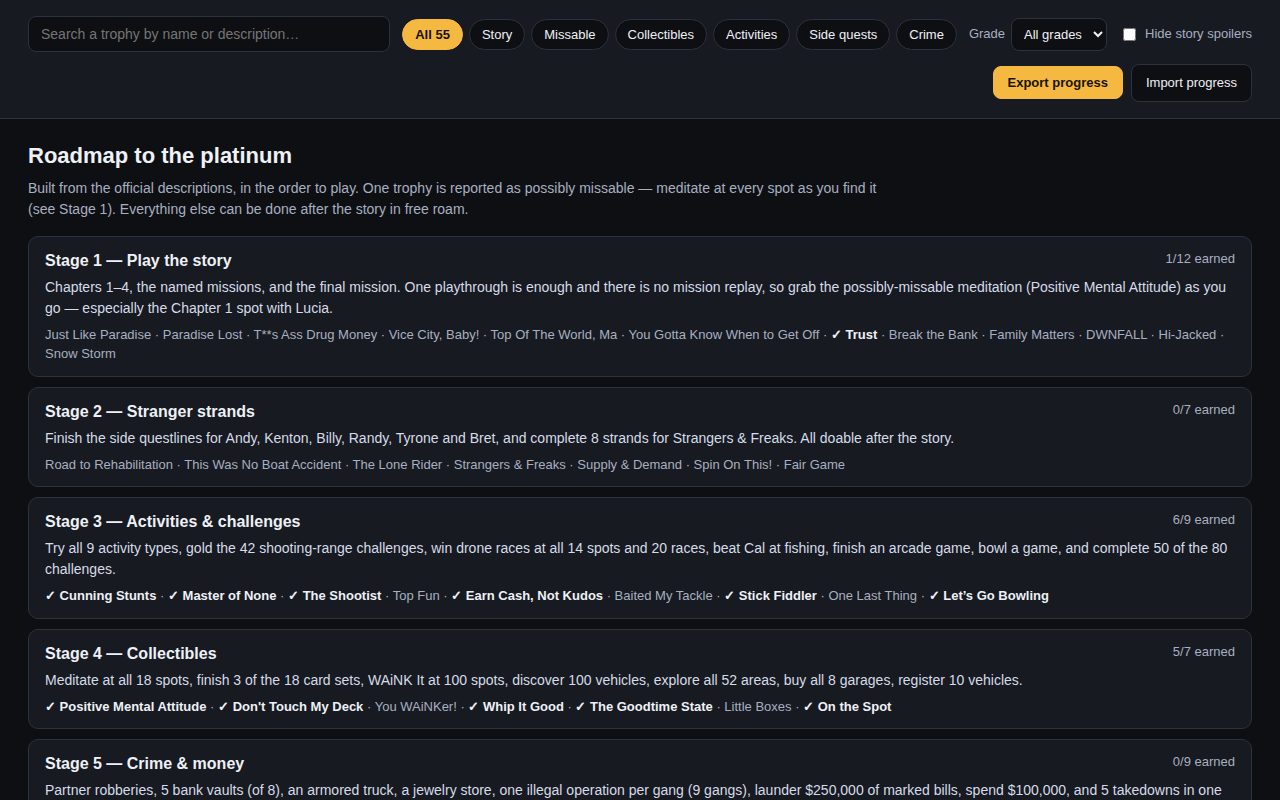 Search a trophy by name or description…
All 55
Story
Missable
Collectibles
Activities
Side quests
Crime
Grade
All grades
Hide story spoilers
Export progress
Import progress
Roadmap to the platinum
Built from the official descriptions, in the order to play. One trophy is reported as possibly missable — meditate at every spot as you find it
(see Stage 1). Everything else can be done after the story in free roam.
Stage 1 — Play the story
1/12 earned
Chapters 1–4, the named missions, and the final mission. One playthrough is enough and there is no mission replay, so grab the possibly-missable meditation (Positive Mental Attitude) as you
go — especially the Chapter 1 spot with Lucia.
Just Like Paradise · Paradise Lost · T**s Ass Drug Money · Vice City, Baby! · Top Of The World, Ma · You Gotta Know When to Get Off · ✓ Trust · Break the Bank · Family Matters · DWNFALL · Hi-Jacked ·
Snow Storm
Stage 2 — Stranger strands
0/7 earned
Finish the side questlines for Andy, Kenton, Billy, Randy, Tyrone and Bret, and complete 8 strands for Strangers & Freaks. All doable after the story.
Road to Rehabilitation · This Was No Boat Accident · The Lone Rider · Strangers & Freaks · Supply & Demand · Spin On This! · Fair Game
Stage 3 — Activities & challenges
6/9 earned
Try all 9 activity types, gold the 42 shooting-range challenges, win drone races at all 14 spots and 20 races, beat Cal at fishing, finish an arcade game, bowl a game, and complete 50 of the 80
challenges.
✓ Cunning Stunts · ✓ Master of None · ✓ The Shootist · Top Fun · ✓ Earn Cash, Not Kudos · Baited My Tackle · ✓ Stick Fiddler · One Last Thing · ✓ Let’s Go Bowling
Stage 4 — Collectibles
5/7 earned
Meditate at all 18 spots, finish 3 of the 18 card sets, WAiNK It at 100 spots, discover 100 vehicles, explore all 52 areas, buy all 8 garages, register 10 vehicles.
✓ Positive Mental Attitude · ✓ Don't Touch My Deck · You WAiNKer! · ✓ Whip It Good · ✓ The Goodtime State · Little Boxes · ✓ On the Spot
Stage 5 — Crime & money
0/9 earned
Partner robberies, 5 bank vaults (of 8), an armored truck, a jewelry store, one illegal operation per gang (9 gangs), launder $250,000 of marked bills, spend $100,000, and 5 takedowns in one